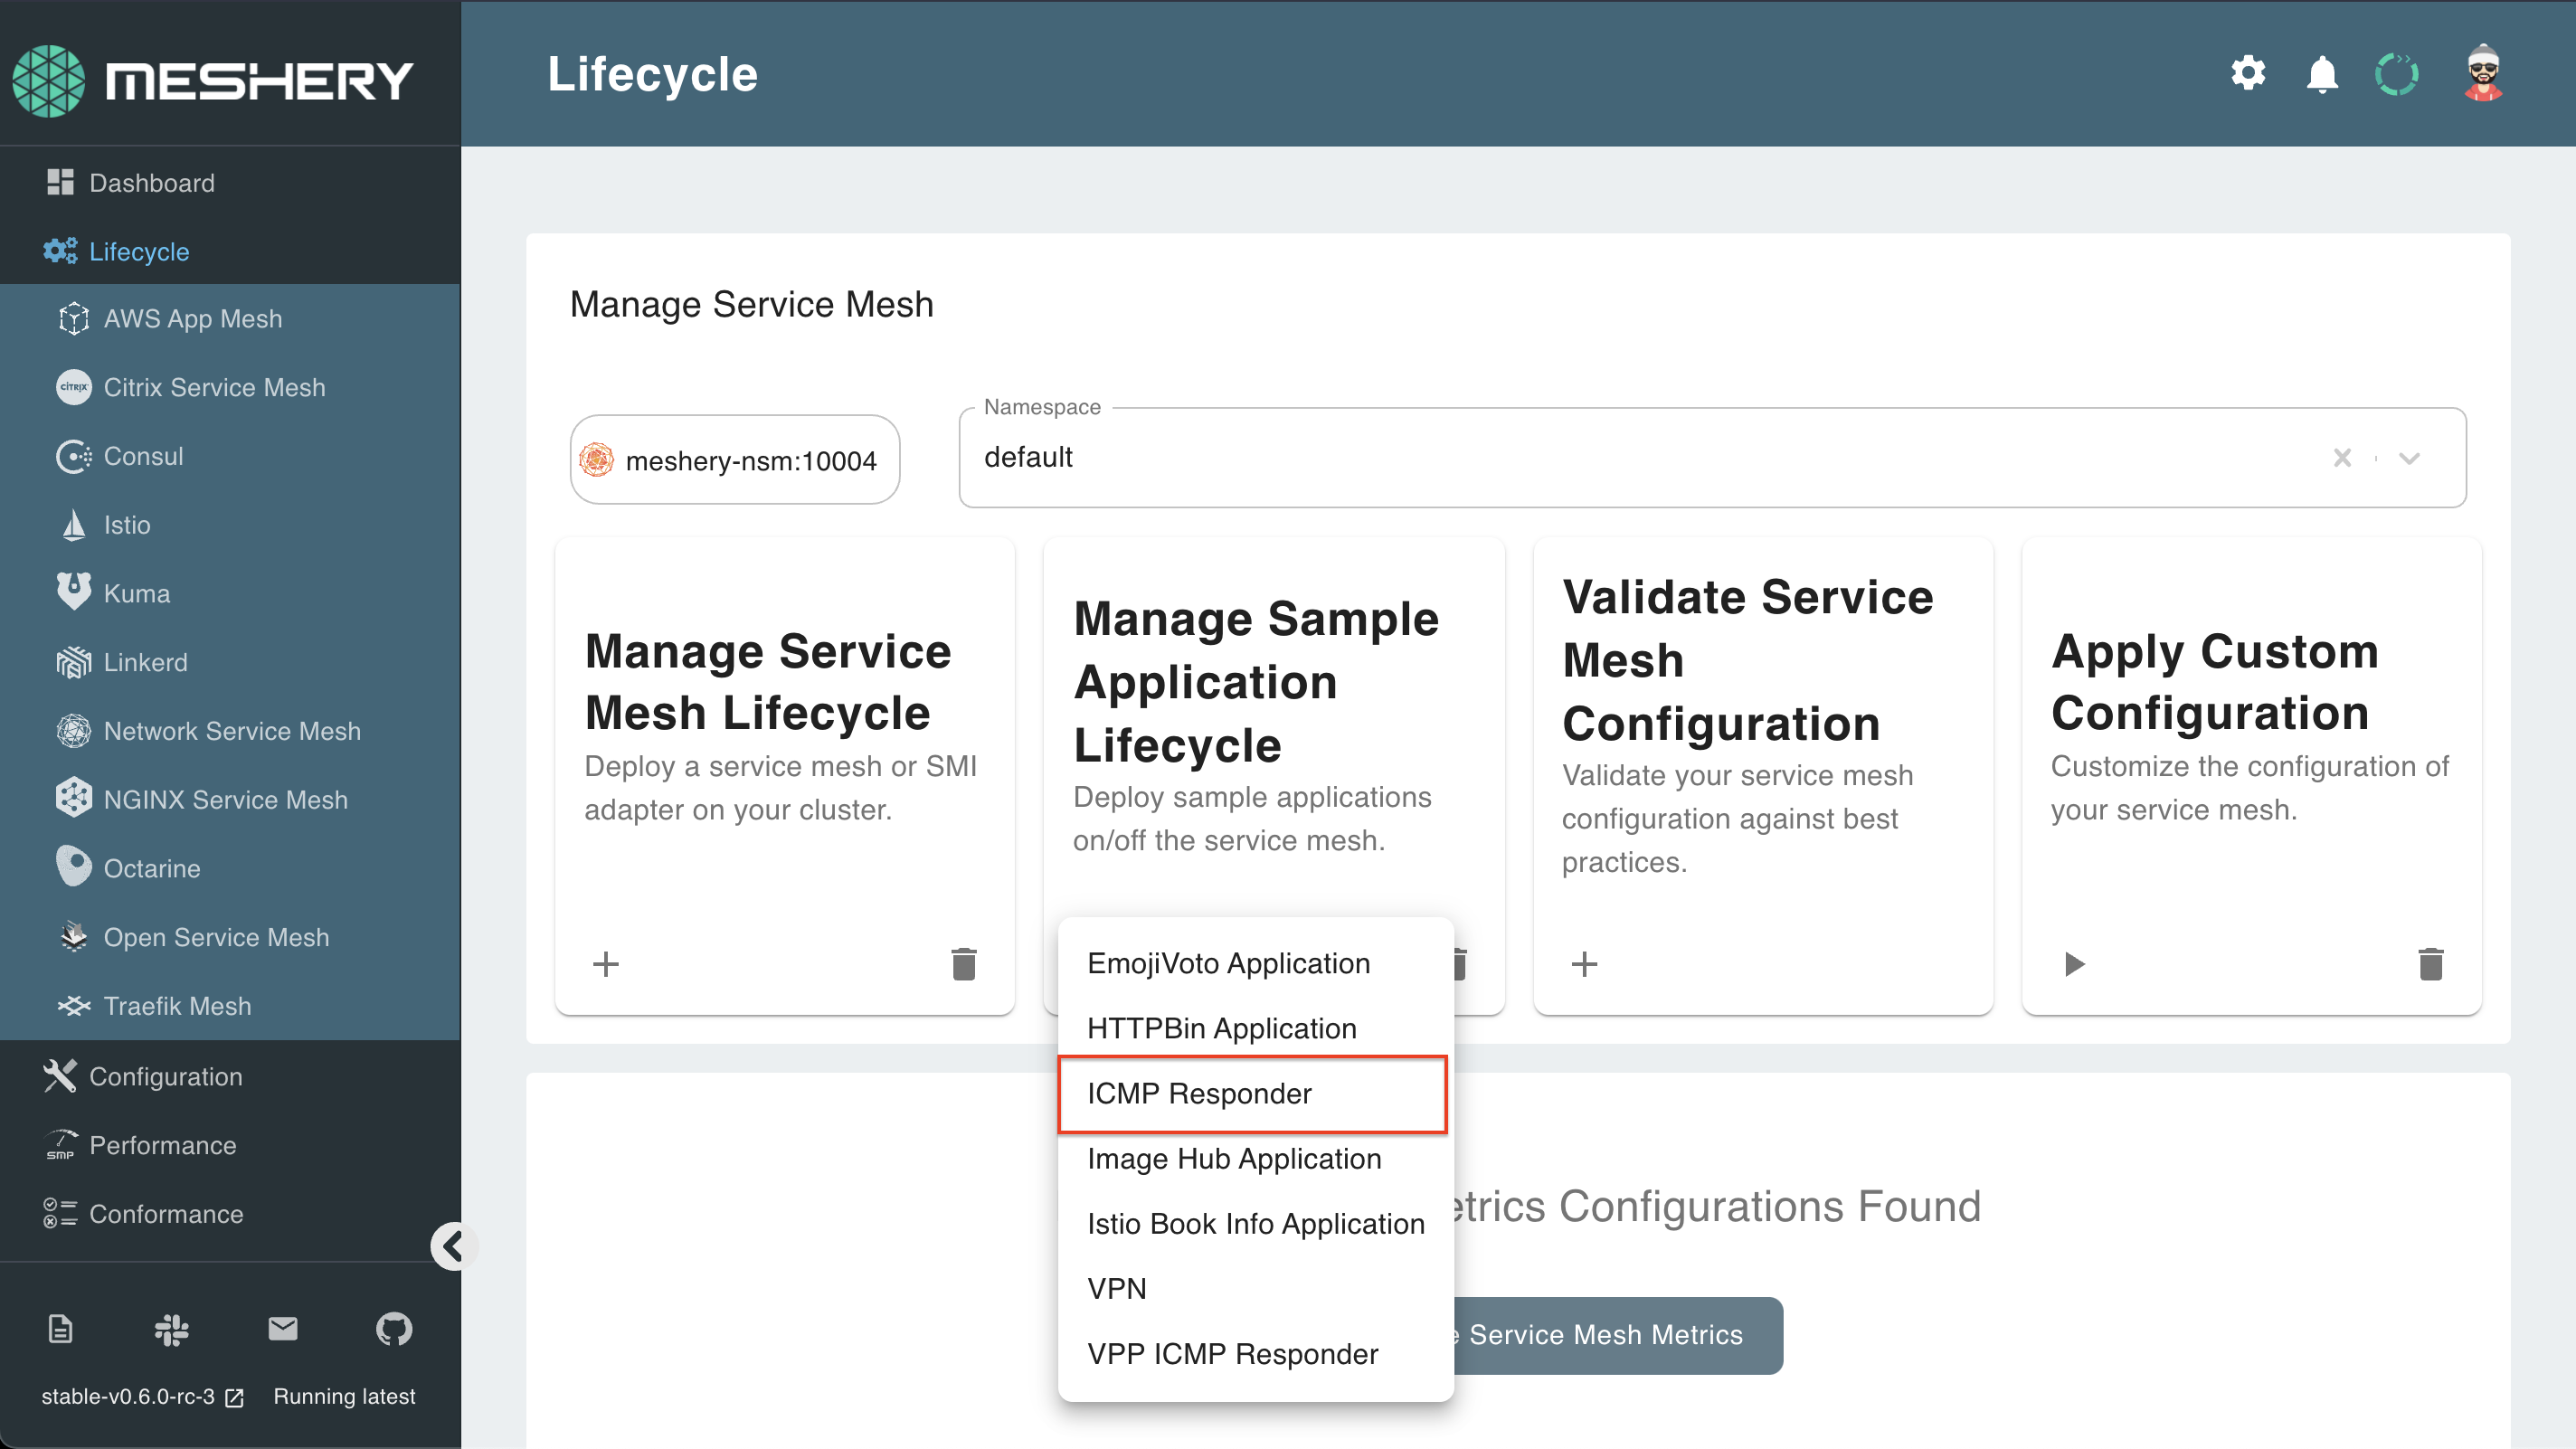 MESHERY
Lifecycle
Dashboard
Lifecycle
AWS App Mesh
CITRIX
Citrix Service Mesh
Consul
Istio
Kuma
Linkerd
Network Service Mesh
NGINX Service Mesh
Octarine
Open Service Mesh
Traefik Mesh
Configuration
SMP
Performance
Conformance
stable-v0.6.0-rc-3
Running latest
Manage Service Mesh
meshery-nsm:10004
Namespace
default
Manage Service
Mesh Lifecycle
Deploy a service mesh or SMI
adapter on your cluster.
Manage Sample
Application
Lifecycle
Deploy sample applications
on/off the service mesh.
Validate Service
Mesh
Configuration
Validate your service mesh
configuration against best
practices.
Apply Custom
Configuration
Customize the configuration of
your service mesh.
EmojiVoto Application
HTTPBin Application
ICMP Responder
Image Hub Application
Istio Book Info Application
VPN
VPP ICMP Responder
etrics Configurations Found
e Service Mesh Metrics